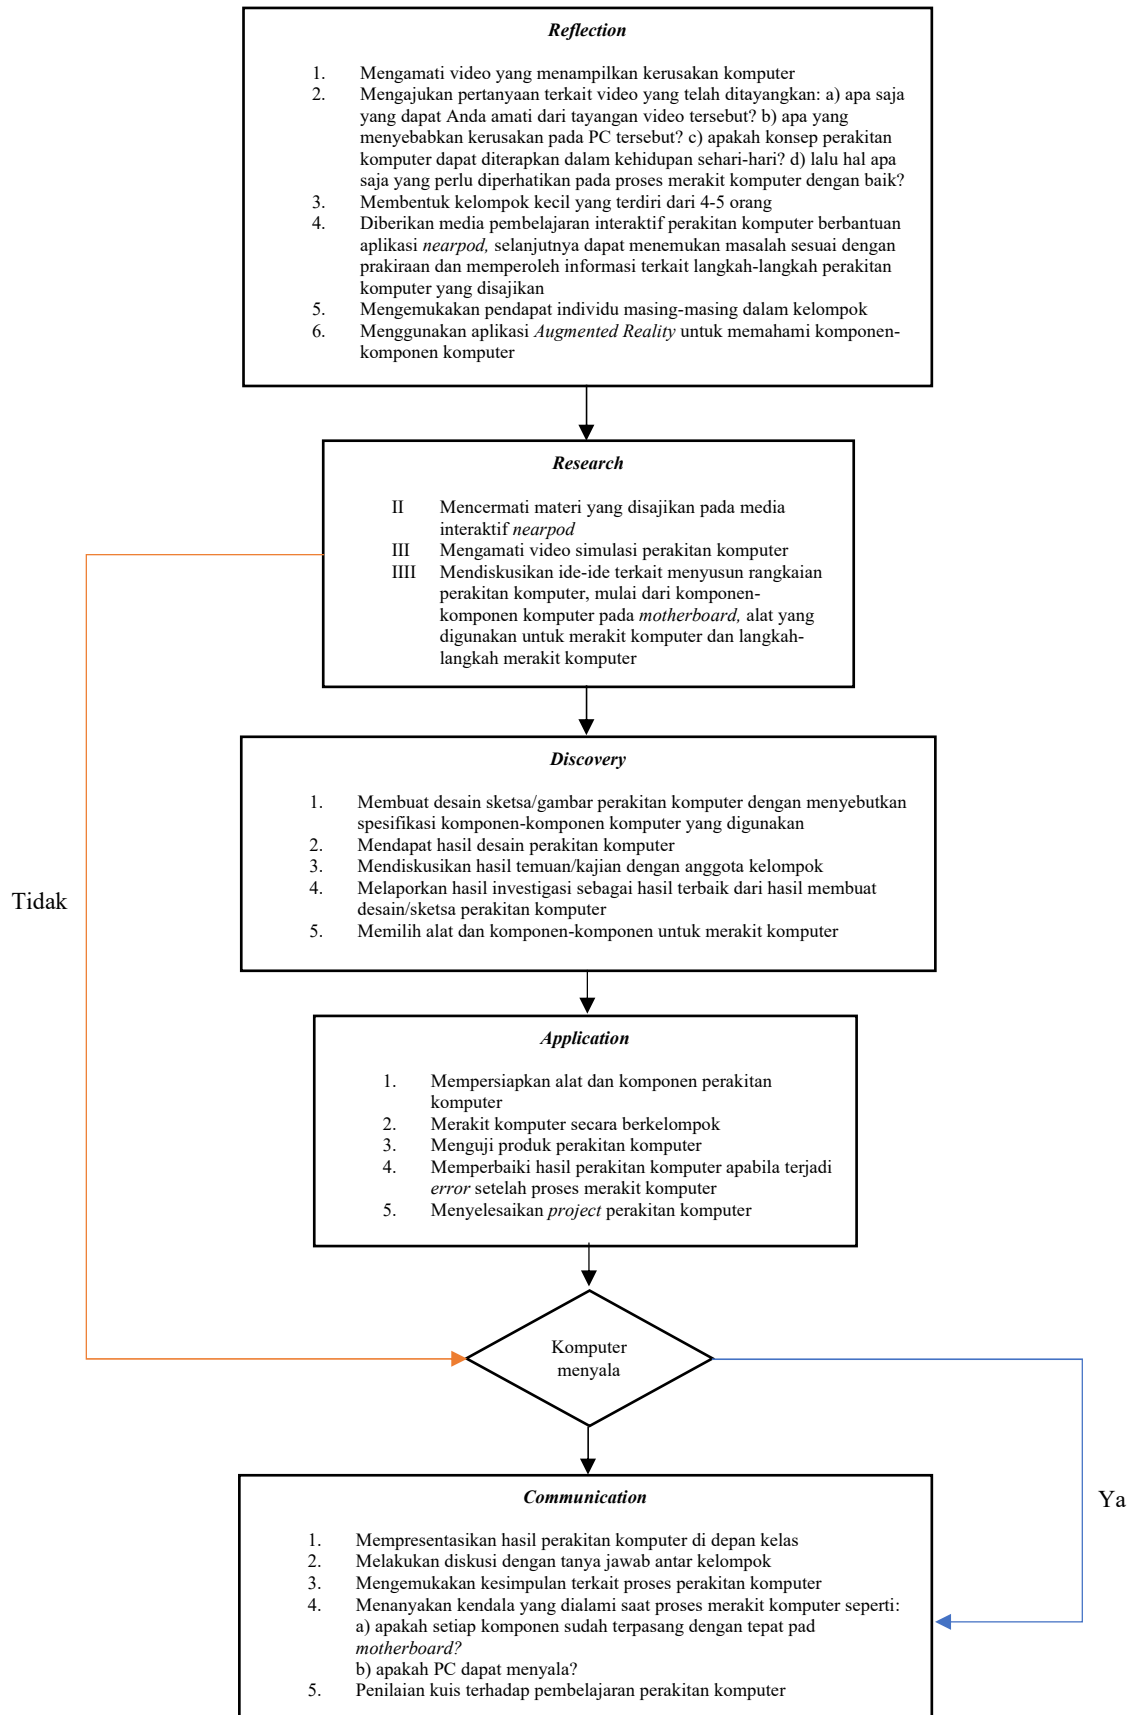 Reflection
1. Mengamati video yang menampilkan kerusakan komputer
2. Mengajukan pertanyaan terkait video yang telah ditayangkan: a) apa saja
yang dapat Anda amati dari tayangan video tersebut? b) apa yang
menyebabkan kerusakan pada PC tersebut? c) apakah konsep perakitan
komputer dapat diterapkan dalam kehidupan sehari-hari? d) lalu hal apa
saja yang perlu diperhatikan pada proses merakit komputer dengan baik?
3. Membentuk kelompok kecil yang terdiri dari 4-5 orang
4. Diberikan media pembelajaran interaktif perakitan komputer berbantuan
aplikasi nearpod, selanjutnya dapat menemukan masalah sesuai dengan
prakiraan dan memperoleh informasi terkait langkah-langkah perakitan
komputer yang disajikan
5. Mengemukakan pendapat individu masing-masing dalam kelompok
6. Menggunakan aplikasi Augmented Reality untuk memahami komponen-
komponen komputer
Research
II Mencermati materi yang disajikan pada media
interaktif nearpod
III Mengamati video simulasi perakitan komputer
IIII Mendiskusikan ide-ide terkait menyusun rangkaian
perakitan komputer, mulai dari komponen-
komponen komputer pada motherboard, alat yang
digunakan untuk merakit komputer dan langkah-
langkah merakit komputer
Discovery
1. Membuat desain sketsa/gambar perakitan komputer dengan menyebutkan
spesifikasi komponen-komponen komputer yang digunakan
2. Mendapat hasil desain perakitan komputer
3. Mendiskusikan hasil temuan/kajian dengan anggota kelompok
4. Melaporkan hasil investigasi sebagai hasil terbaik dari hasil membuat
desain/sketsa perakitan komputer
5. Memilih alat dan komponen-komponen untuk merakit komputer
Tidak
Application
1. Mempersiapkan alat dan komponen perakitan
komputer
2. Merakit komputer secara berkelompok
3. Menguji produk perakitan komputer
4. Memperbaiki hasil perakitan komputer apabila terjadi
error setelah proses merakit komputer
5. Menyelesaikan project perakitan komputer
Komputer
menyala
Ya
Communication
1. Mempresentasikan hasil perakitan komputer di depan kelas
2. Melakukan diskusi dengan tanya jawab antar kelompok
3. Mengemukakan kesimpulan terkait proses perakitan komputer
4. Menanyakan kendala yang dialami saat proses merakit komputer seperti:
a) apakah setiap komponen sudah terpasang dengan tepat pad
motherboard?
b) apakah PC dapat menyala?
5. Penilaian kuis terhadap pembelajaran perakitan komputer